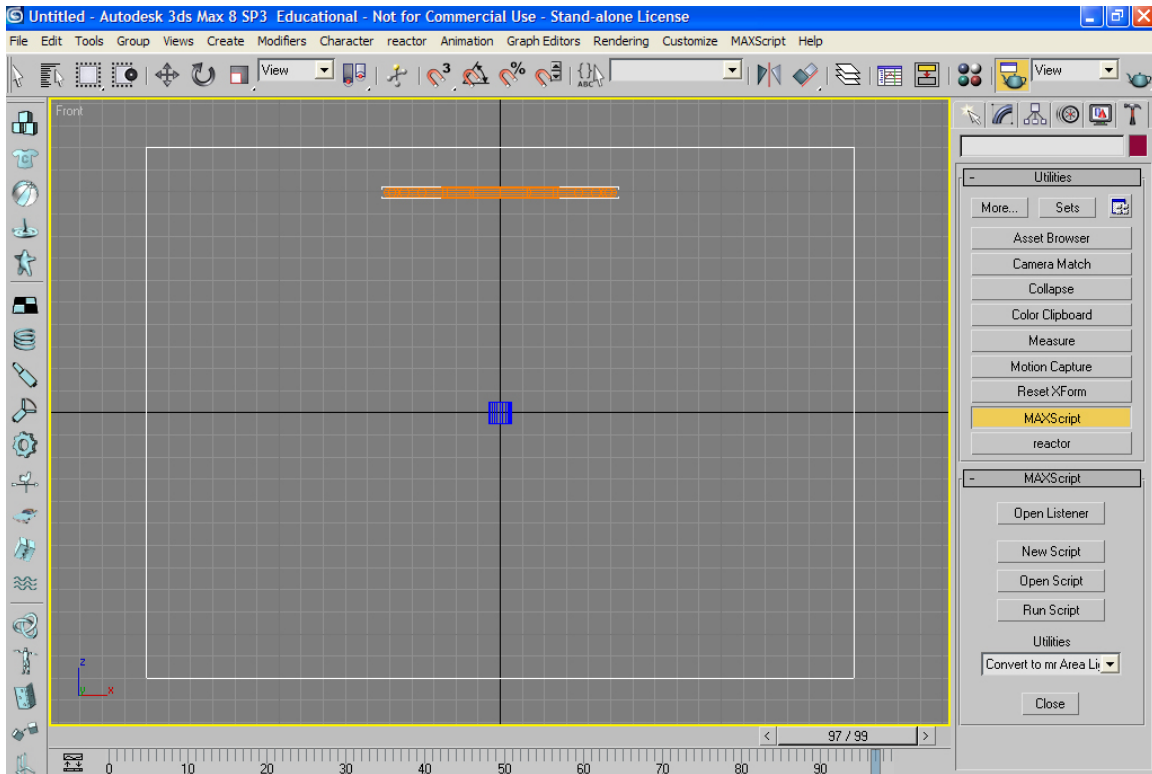 Untitled - Autodesk 3ds Max 8 SP3 Educational - Not for Commercial Use - Stand-alone License
File Edit Tools Group Views Create Modifiers Character reactor Animation Graph Editors Rendering Customize MAXScript Help
View 3 % ABC View
Front
- Utilities
More... Sets
Asset Browser
Camera Match
Collapse
Color Clipboard
Measure
Motion Capture
Reset XForm
MAXScript
reactor
- MAXScript
Open Listener
New Script
Open Script
Run Script
Utilities
Convert to mr Area Li
Close
z
y x
< 97 / 99 >
0 10 20 30 40 50 60 70 80 90